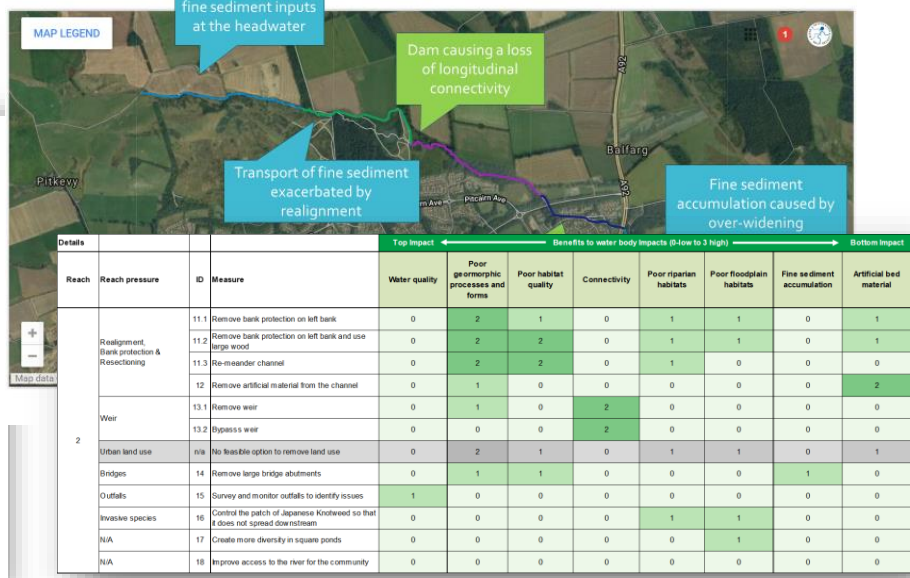 fine sediment inputs
at the headwater
MAP LEGEND
1
Dam causing a loss
of longitudinal
connectivity
A92
Balfarg
Pitkevy
Transport of fine sediment
exacerbated by
realignment
Pitcairn Ave
A92
Fine sediment
accumulation caused by
over-widening
+
−
Map data
Details Top Impact Benefits to water body Impacts (0-low to 3 high) Bottom Impact
Reach Reach pressure ID Measure Water quality Poor geormorphic processes and forms Poor habitat quality Connectivity Poor riparian habitats Poor floodplain habitats Fine sediment accumulation Artificial bed material
2
Realignment, Bank protection & Resectioning
11.1 Remove bank protection on left bank 0 2 1 0 1 1 0 1
11.2 Remove bank protection on left bank and use large wood 0 2 2 0 1 1 0 1
11.3 Re-meander channel 0 2 2 0 1 0 0 0
12 Remove artificial material from the channel 0 1 0 0 0 0 0 2
Weir
13.1 Remove weir 0 1 0 2 0 0 0 0
13.2 Bypasss weir 0 0 0 2 0 0 0 0
Urban land use n/a No feasible option to remove land use 0 2 1 0 1 1 0 1
Bridges 14 Remove large bridge abutments 0 1 1 0 0 0 1 0
Outfalls 15 Survey and monitor outfalls to identify issues 1 0 0 0 0 0 0 0
Invasive species 16 Control the patch of Japanese Knotweed so that it does not spread downstream 0 0 0 0 1 1 0 0
N/A 17 Create more diversity in square ponds 0 0 0 0 0 1 0 0
N/A 18 Improve access to the river for the community 0 0 0 0 0 0 0 0